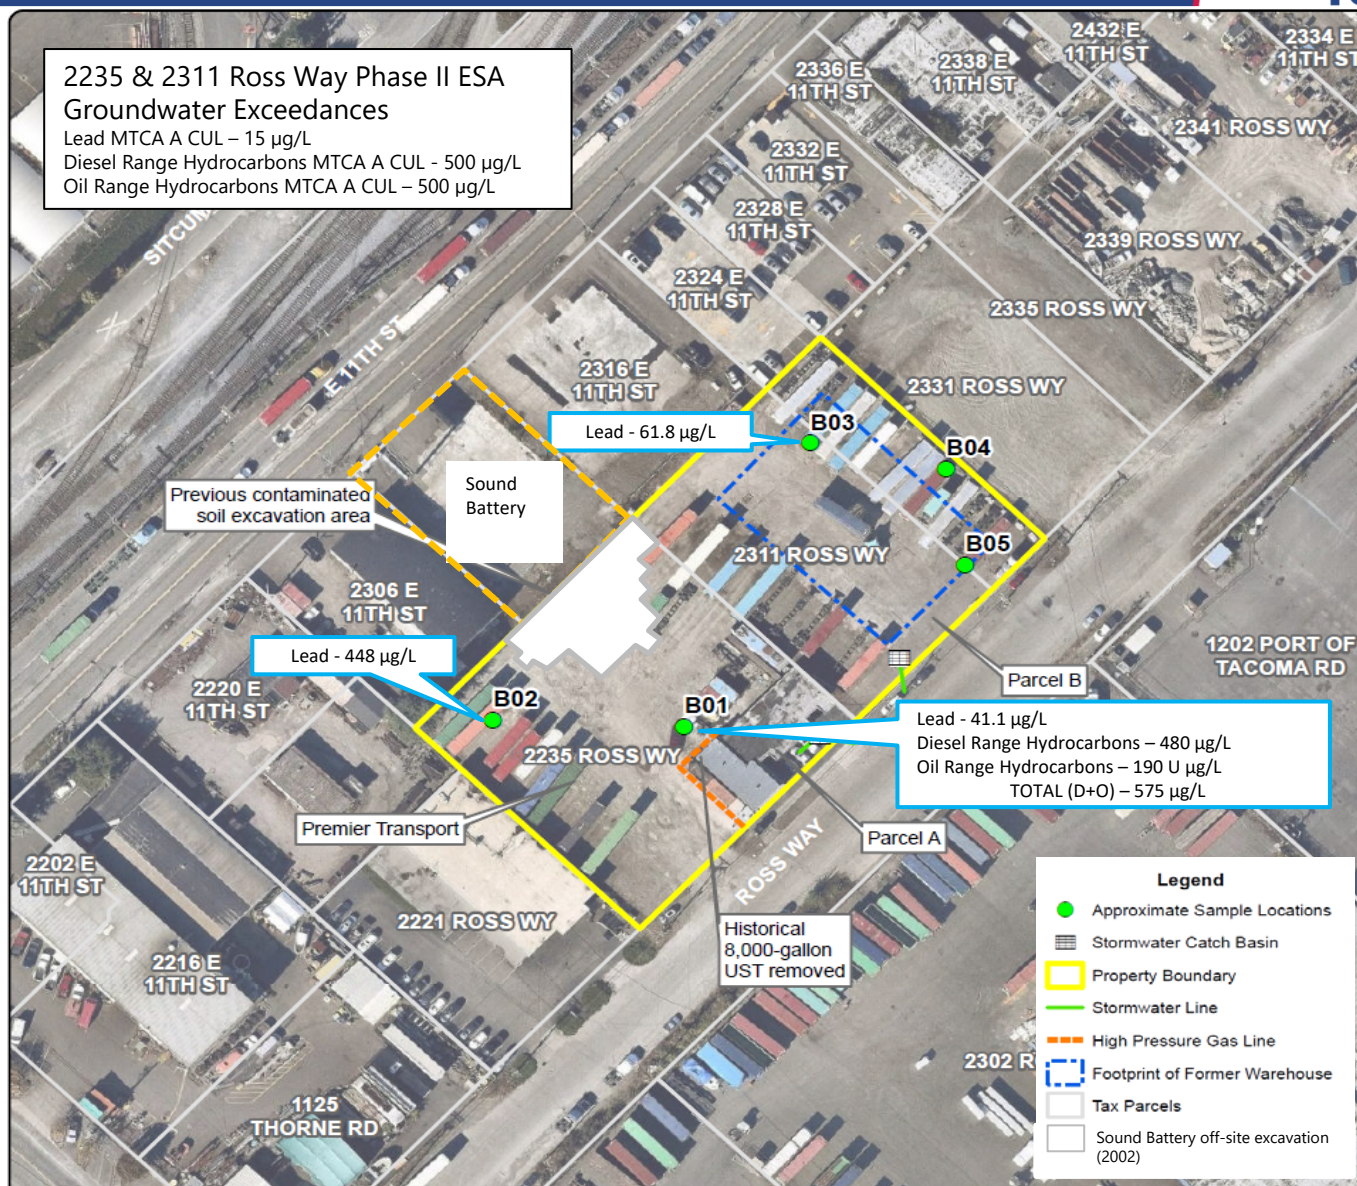 2235 & 2311 Ross Way Phase II ESA
Groundwater Exceedances
Lead MTCA A CUL – 15 µg/L
Diesel Range Hydrocarbons MTCA A CUL - 500 µg/L
Oil Range Hydrocarbons MTCA A CUL – 500 µg/L
2432 E
11TH ST
2334 E
11TH ST
2338 E
11TH ST
2336 E
11TH ST
2341 ROSS WY
2332 E
11TH ST
2328 E
11TH ST
2339 ROSS WY
2324 E
11TH ST
2335 ROSS WY
E 11TH ST
2316 E
11TH ST
2331 ROSS WY
Lead - 61.8 µg/L
B03
B04
Sound
Battery
Previous contaminated
soil excavation area
B05
2311 ROSS WY
2306 E
11TH ST
Lead - 448 µg/L
1202 PORT OF
TACOMA RD
2220 E
11TH ST
Parcel B
B02
B01
Lead - 41.1 µg/L
Diesel Range Hydrocarbons – 480 µg/L
Oil Range Hydrocarbons – 190 U µg/L
TOTAL (D+O) – 575 µg/L
2235 ROSS WY
Premier Transport
Parcel A
ROSS WAY
2202 E
11TH ST
2221 ROSS WY
Historical
8,000-gallon
UST removed
2216 E
11TH ST
2302 R
1125
THORNE RD
Legend
Approximate Sample Locations
Stormwater Catch Basin
Property Boundary
Stormwater Line
High Pressure Gas Line
Footprint of Former Warehouse
Tax Parcels
Sound Battery off-site excavation
(2002)